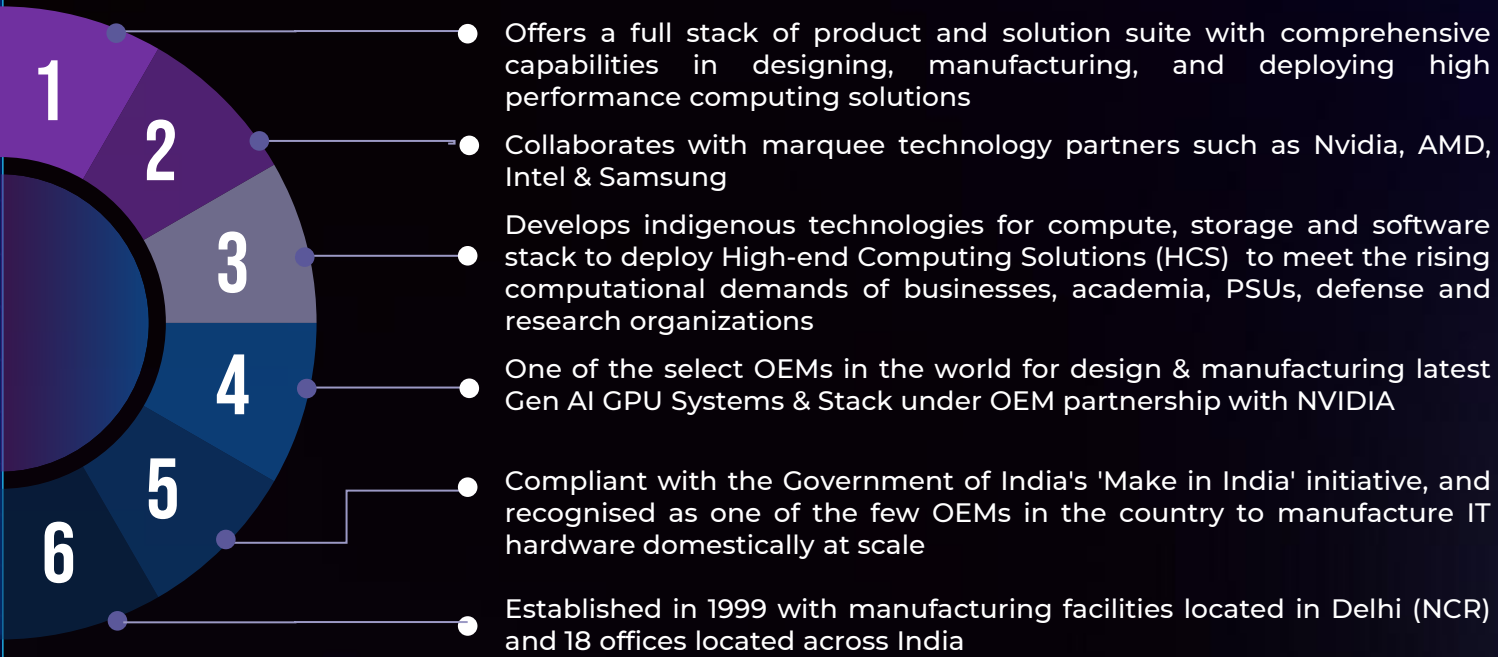 1
Offers a full stack of product and solution suite with comprehensive
capabilities in designing, manufacturing, and deploying high
performance computing solutions
2
Collaborates with marquee technology partners such as Nvidia, AMD,
Intel & Samsung
3
Develops indigenous technologies for compute, storage and software
stack to deploy High-end Computing Solutions (HCS) to meet the rising
computational demands of businesses, academia, PSUs, defense and
research organizations
4
One of the select OEMs in the world for design & manufacturing latest
Gen AI GPU Systems & Stack under OEM partnership with NVIDIA
5
Compliant with the Government of India's 'Make in India' initiative, and
recognised as one of the few OEMs in the country to manufacture IT
hardware domestically at scale
6
Established in 1999 with manufacturing facilities located in Delhi (NCR)
and 18 offices located across India